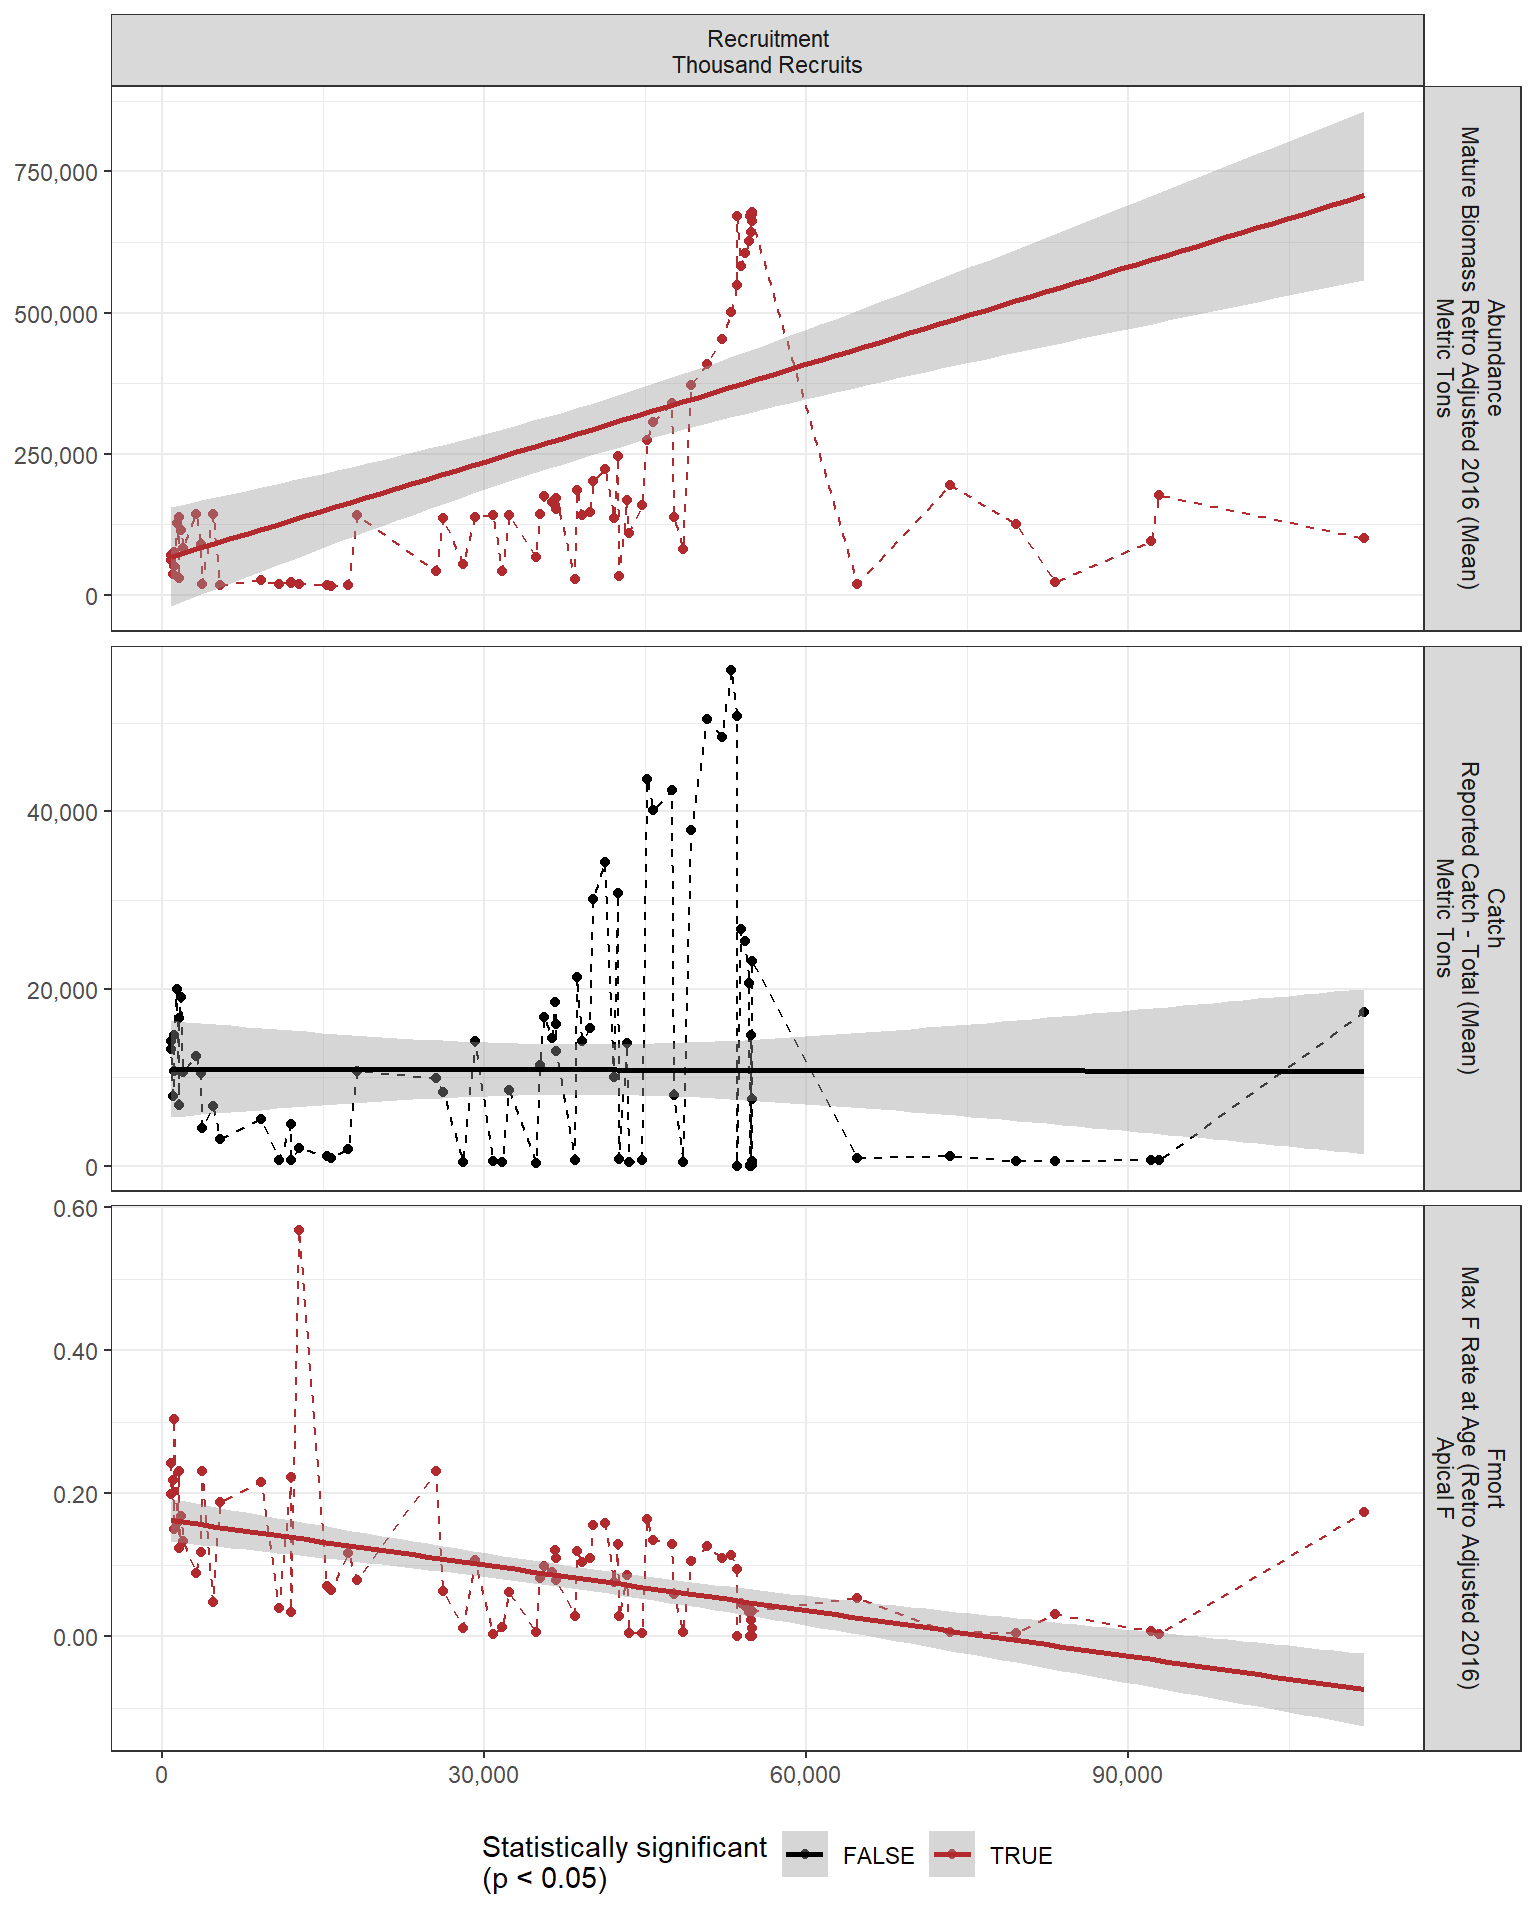 Recruitment
Thousand Recruits
750,000
500,000
250,000
0
Abundance
Mature Biomass Retro Adjusted 2016 (Mean)
Metric Tons
40,000
20,000
0
Catch
Reported Catch - Total (Mean)
Metric Tons
0.60
0.40
0.20
0.00
Fmort
Max F Rate at Age (Retro Adjusted 2016)
Apical F
0 30,000 60,000 90,000
Statistically significant
(p < 0.05)
FALSE TRUE